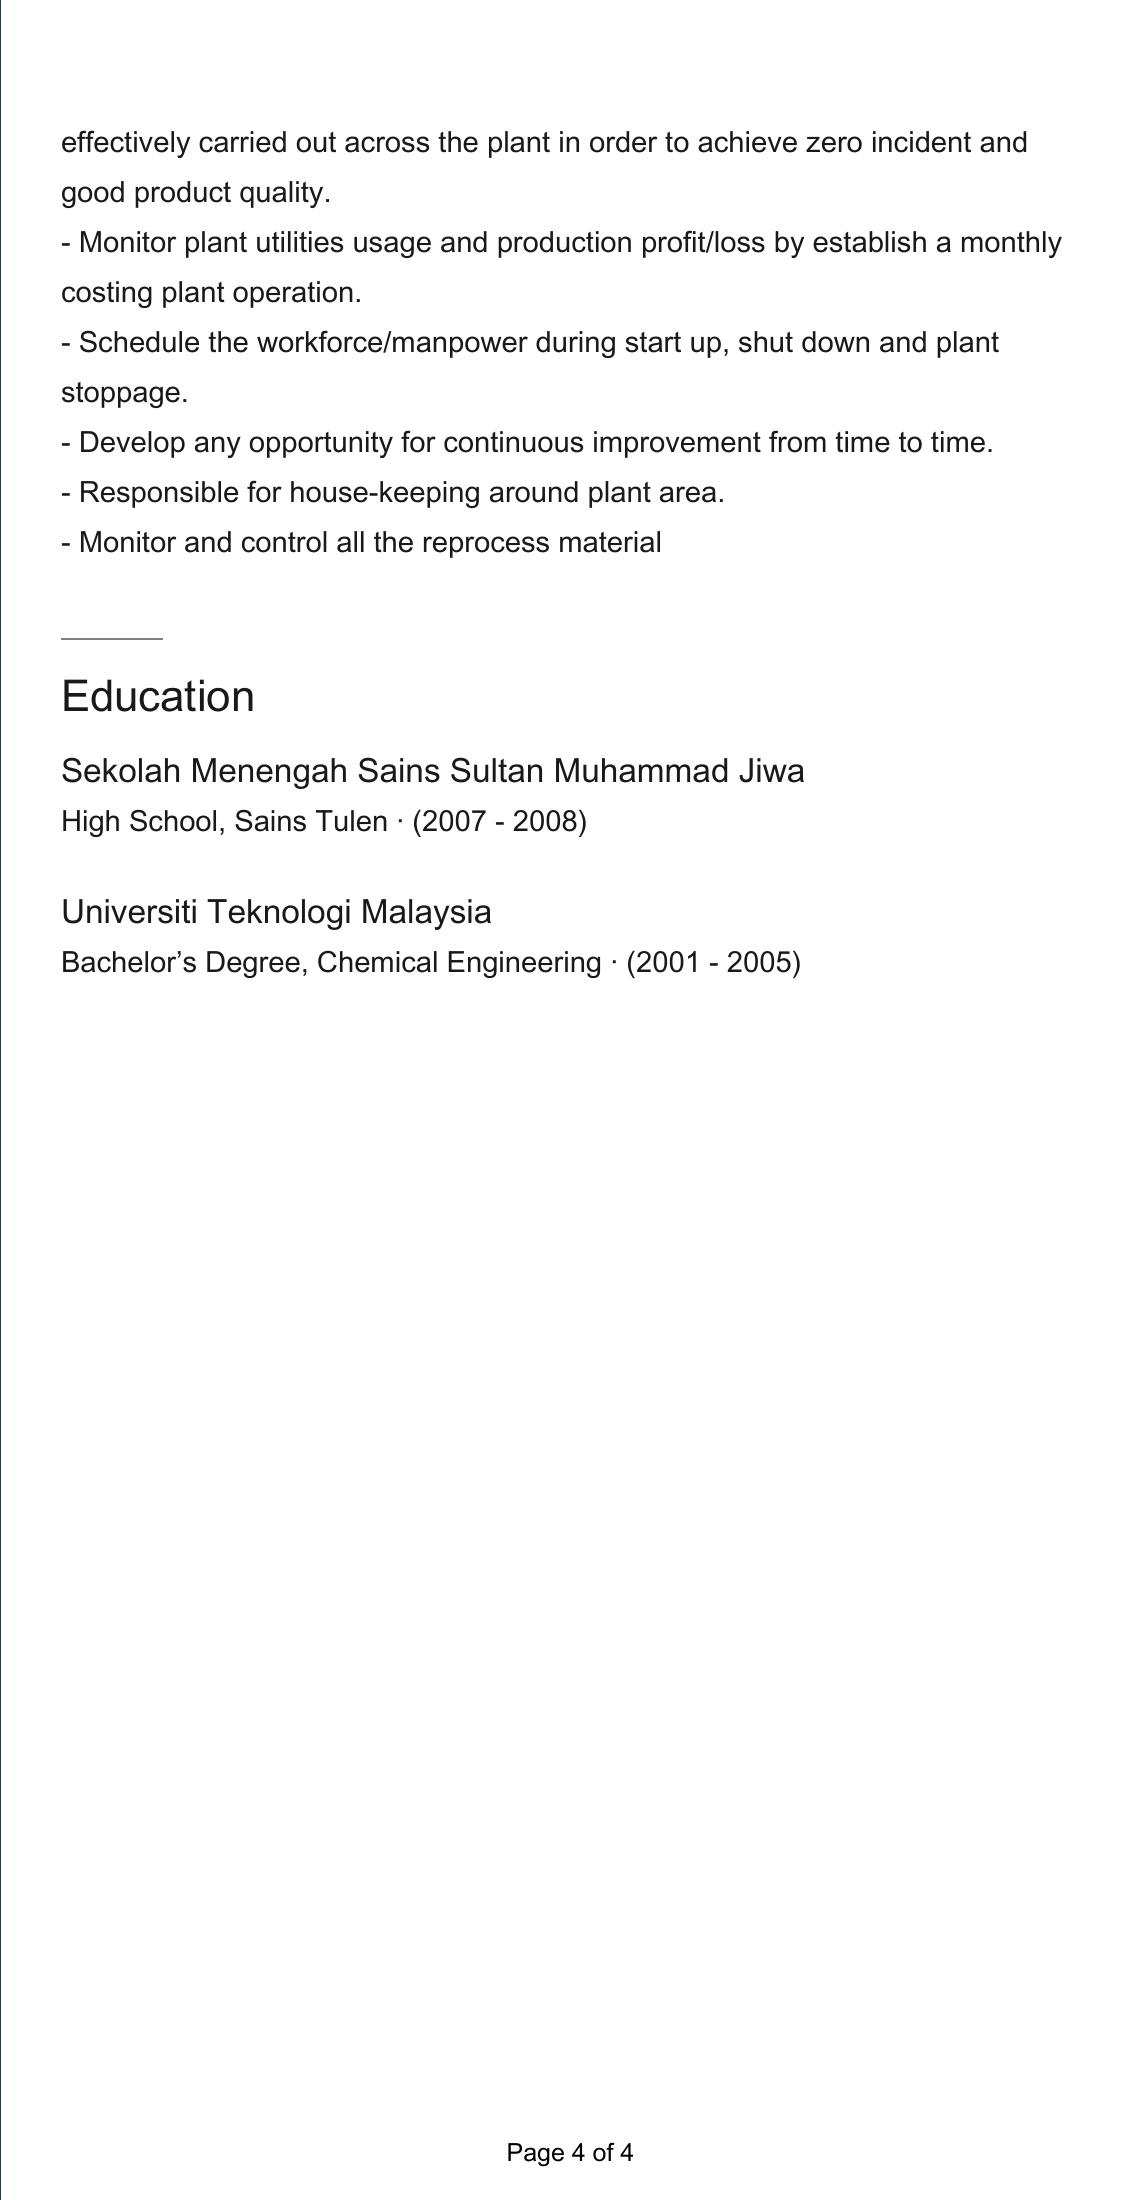 effectively carried out across the plant in order to achieve zero incident and
good product quality.
- Monitor plant utilities usage and production profit/loss by establish a monthly
costing plant operation.
- Schedule the workforce/manpower during start up, shut down and plant
stoppage.
- Develop any opportunity for continuous improvement from time to time.
- Responsible for house-keeping around plant area.
- Monitor and control all the reprocess material
Education
Sekolah Menengah Sains Sultan Muhammad Jiwa
High School, Sains Tulen · (2007 - 2008)
Universiti Teknologi Malaysia
Bachelor’s Degree, Chemical Engineering · (2001 - 2005)
Page 4 of 4